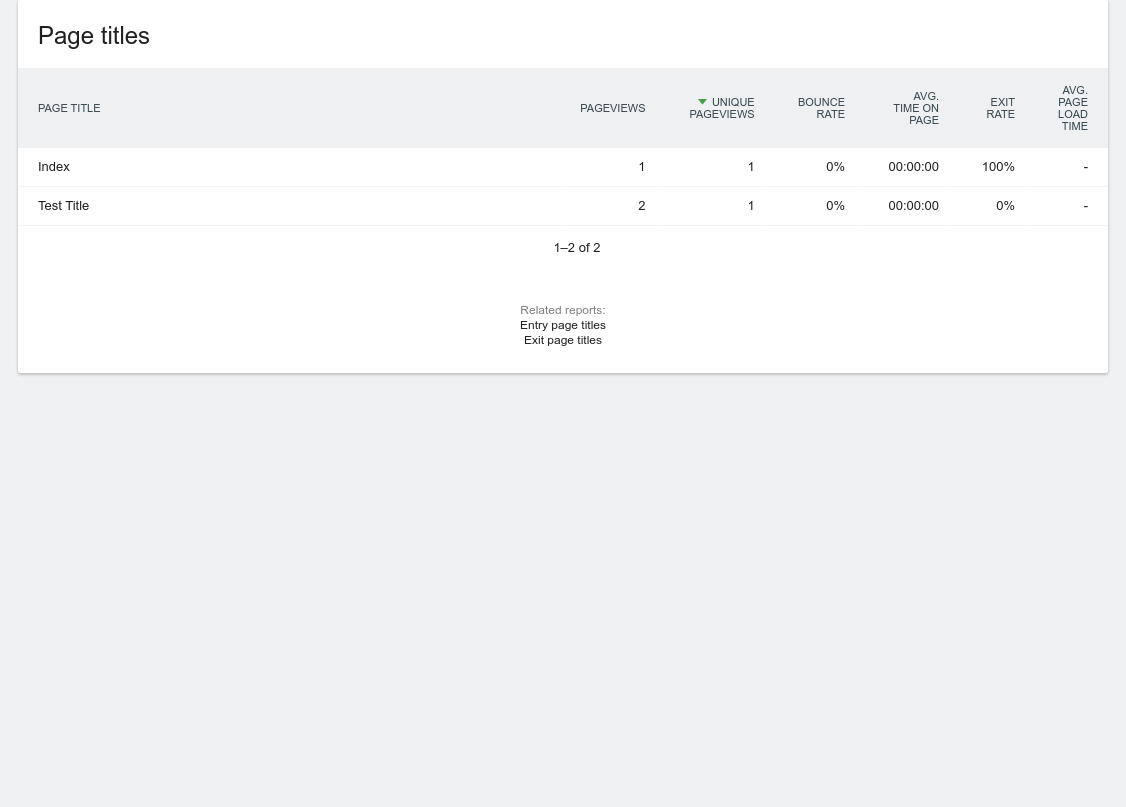 Page titles
PAGE TITLE PAGEVIEWS UNIQUE PAGEVIEWS BOUNCE RATE AVG. TIME ON PAGE EXIT RATE AVG. PAGE LOAD TIME
Index 1 1 0% 00:00:00 100% -
Test Title 2 1 0% 00:00:00 0% -
1–2 of 2
Related reports:
Entry page titles
Exit page titles